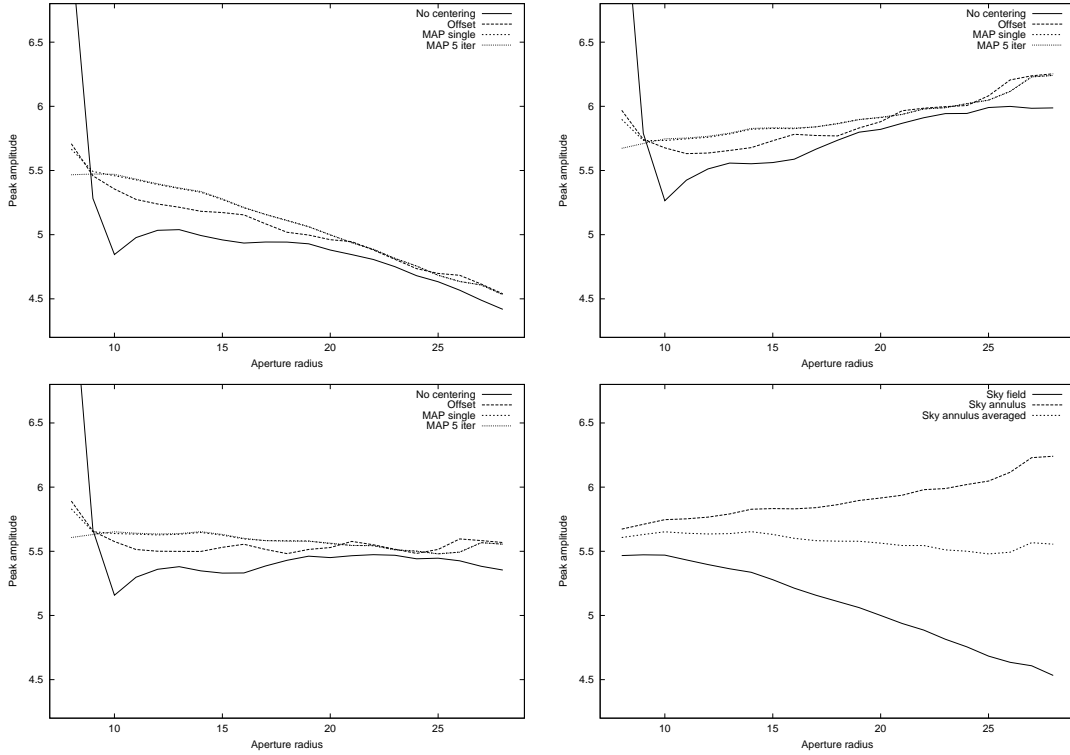 6.5
6
5.5
5
4.5
10
15
20
25
Peak amplitude
Aperture radius
No centering
Offset
MAP single
MAP 5 iter
6.5
6
5.5
5
4.5
10
15
20
25
Peak amplitude
Aperture radius
No centering
Offset
MAP single
MAP 5 iter
6.5
6
5.5
5
4.5
10
15
20
25
Peak amplitude
Aperture radius
No centering
Offset
MAP single
MAP 5 iter
6.5
6
5.5
5
4.5
10
15
20
25
Peak amplitude
Aperture radius
Sky field
Sky annulus
Sky annulus averaged